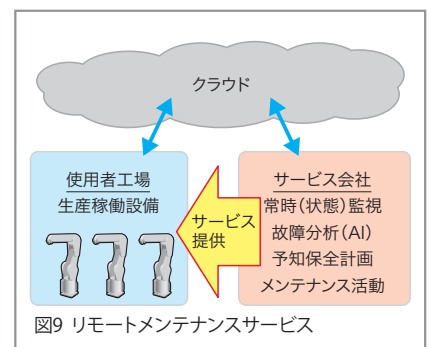 クラウド
使用者工場
生産稼働設備
サービス
提供
サービス会社
常時(状態)監視
故障分析(AI)
予知保全計画
メンテナンス活動
図9 リモートメンテナンスサービス